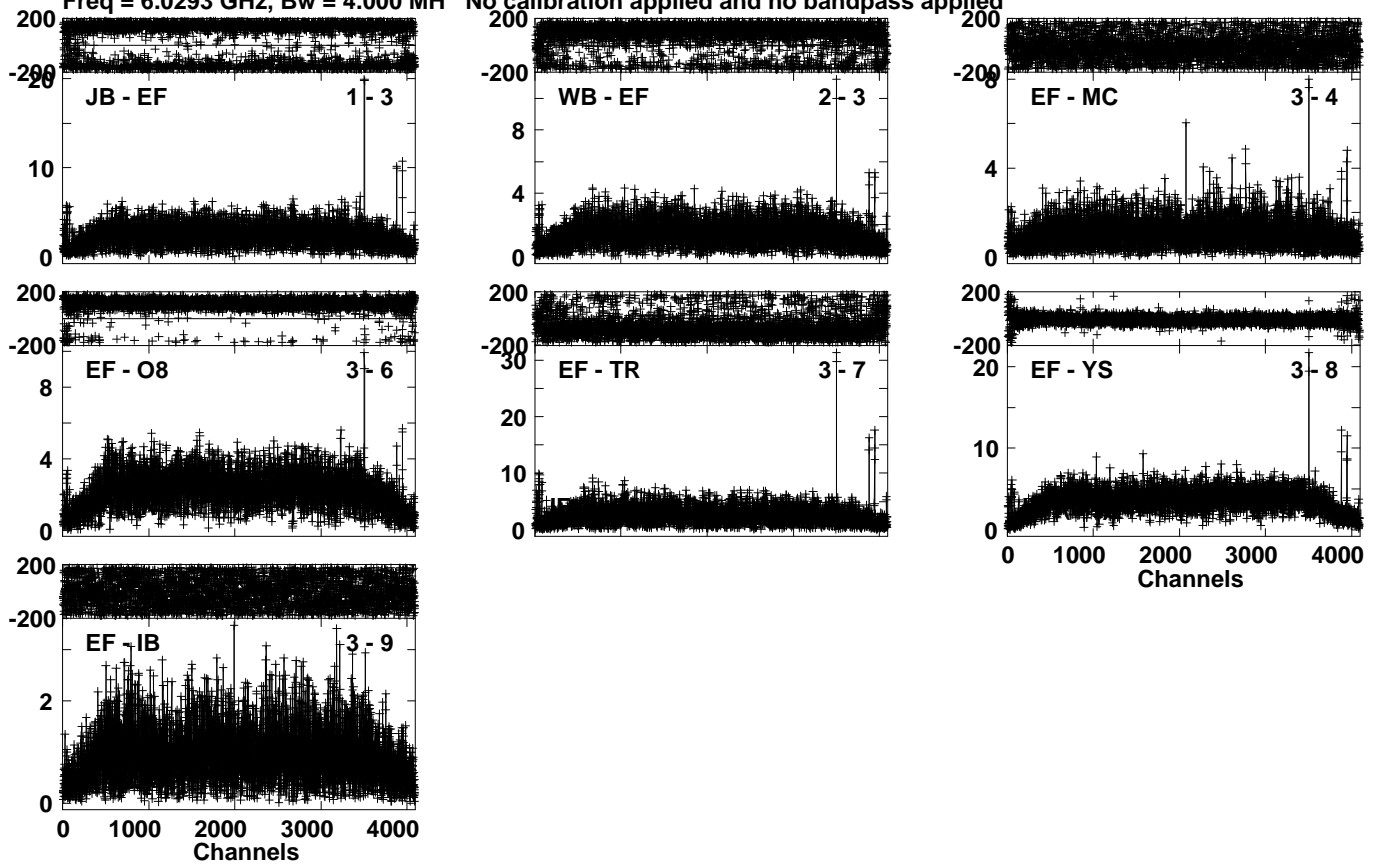 Freq = 6.0293 GHz, Bw = 4.000 MH No calibration applied and no bandpass applied
200
-200
20
10
0
JB - EF 1 - 3
200
-200
8
4
0
WB - EF 2 - 3
200
-200
8
4
0
EF - MC 3 - 4
200
-200
8
4
0
EF - O8 3 - 6
200
-200
30
20
10
0
EF - TR 3 - 7
200
-200
20
10
0
EF - YS 3 - 8
0 1000 2000 3000 4000
Channels
200
-200
2
0
EF - IB 3 - 9
0 1000 2000 3000 4000
Channels